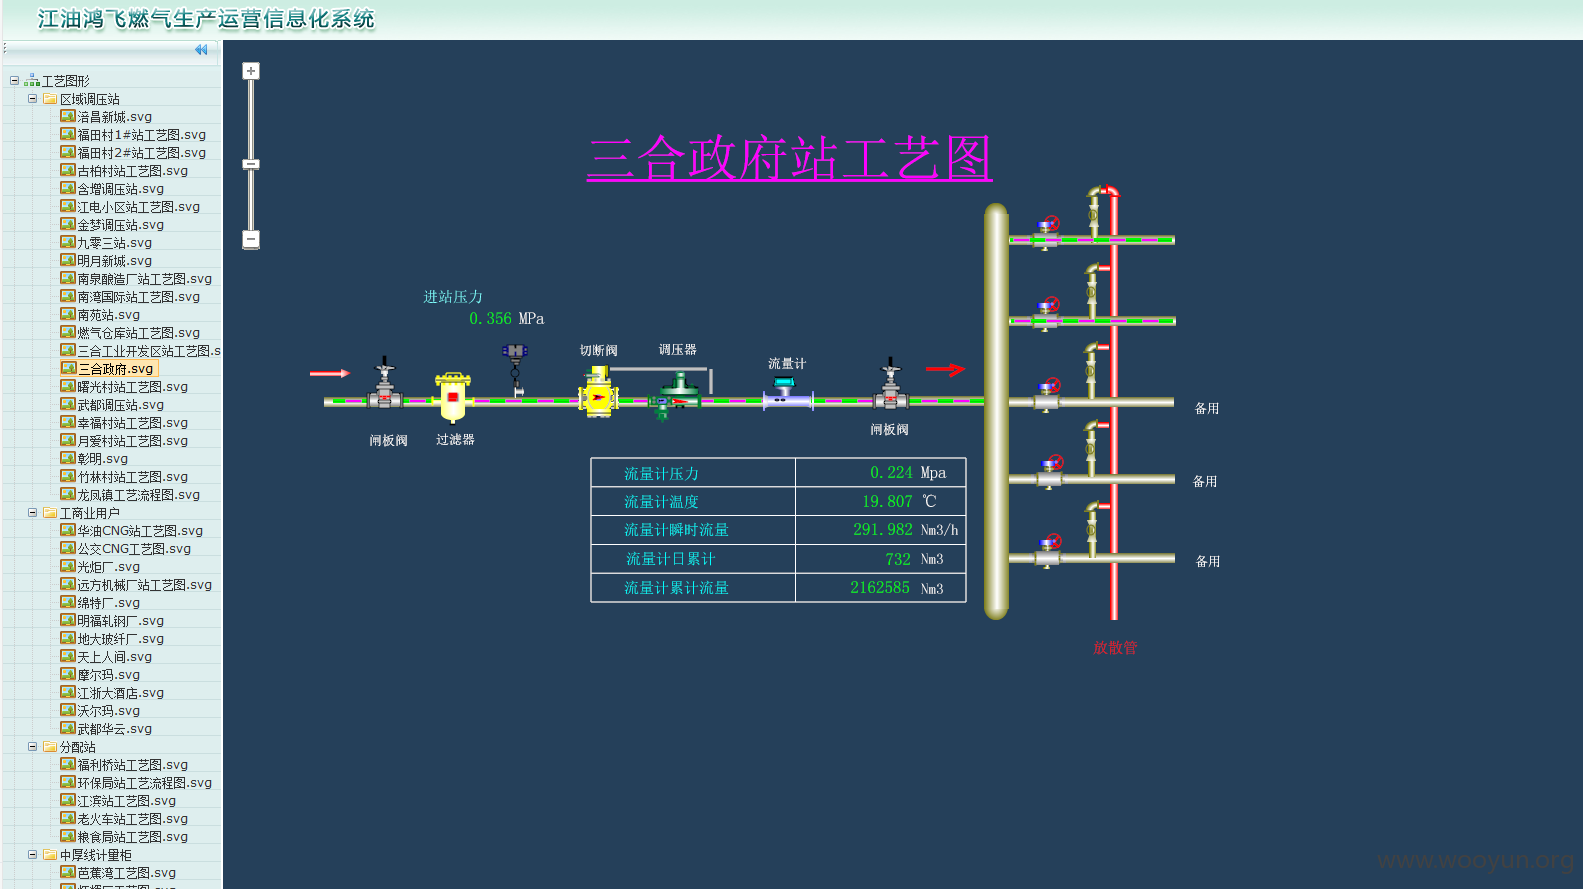 江油鸿飞燃气生产运营信息化系统
工艺图形
区域调压站
涪昌新城.svg
福田村1#站工艺图.svg
福田村2#站工艺图.svg
古柏村站工艺图.svg
含增调压站.svg
江电小区站工艺图.svg
金梦调压站.svg
九零三站.svg
明月新城.svg
南泉酿造厂站工艺图.svg
南湾国际站工艺图.svg
南苑站.svg
燃气仓库站工艺图.svg
三合工业开发区站工艺图.s
三合政府.svg
曙光村站工艺图.svg
武都调压站.svg
幸福村站工艺图.svg
月爱村站工艺图.svg
彰明.svg
竹林村站工艺图.svg
龙凤镇工艺流程图.svg
工商业用户
华油CNG站工艺图.svg
公交CNG工艺图.svg
光炬厂.svg
远方机械厂站工艺图.svg
绵特厂.svg
明福轧钢厂.svg
地大玻纤厂.svg
天上人间.svg
摩尔玛.svg
江浙大酒店.svg
沃尔玛.svg
武都华云.svg
分配站
福利桥站工艺图.svg
环保局站工艺流程图.svg
江滨站工艺图.svg
老火车站工艺图.svg
粮食局站工艺图.svg
中厚线计量柜
芭蕉湾工艺图.svg
三合政府站工艺图
进站压力
0.356 MPa
切断阀
调压器
流量计
闸板阀
过滤器
闸板阀
流量计压力 0.224 Mpa
流量计温度 19.807 ℃
流量计瞬时流量 291.982 Nm3/h
流量计日累计 732 Nm3
流量计累计流量 2162585 Nm3
备用
备用
备用
放散管
www.wooyun.org